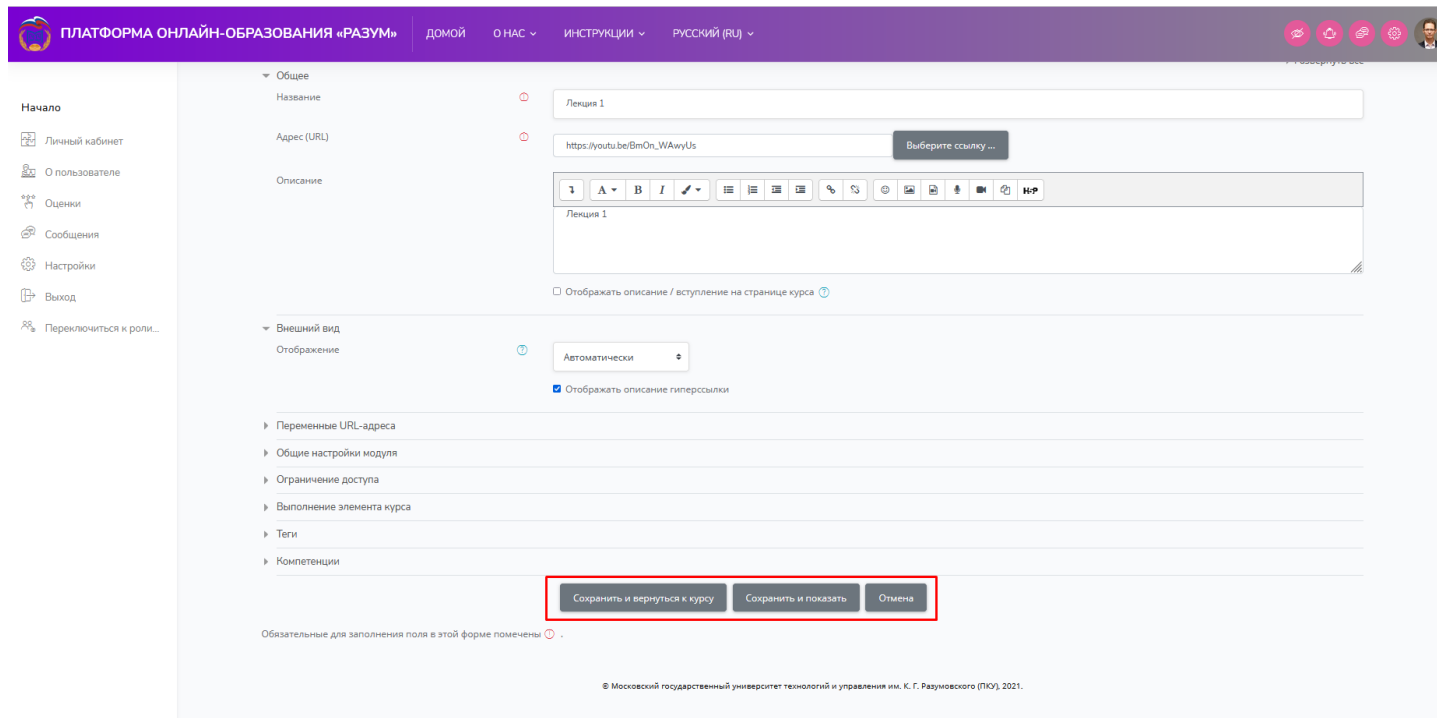 ПЛАТФОРМА ОНЛАЙН-ОБРАЗОВАНИЯ «РАЗУМ» ДОМОЙ О НАС ИНСТРУКЦИИ РУССКИЙ (RU)
Развернуть все
Начало
Личный кабинет
О пользователе
Оценки
Сообщения
Настройки
Выход
Переключиться к роли...
Общее
Название
Лекция 1
Адрес (URL)
https://youtu.be/BmOn_WAwyUs
Выберите ссылку ...
Описание
A B I H-P
Лекция 1
Отображать описание / вступление на странице курса
Внешний вид
Отображение
Автоматически
Отображать описание гиперссылки
Переменные URL-адреса
Общие настройки модуля
Ограничение доступа
Выполнение элемента курса
Теги
Компетенции
Сохранить и вернуться к курсу Сохранить и показать Отмена
Обязательные для заполнения поля в этой форме помечены .
© Московский государственный университет технологий и управления им. К. Г. Разумовского (ПКУ), 2021.